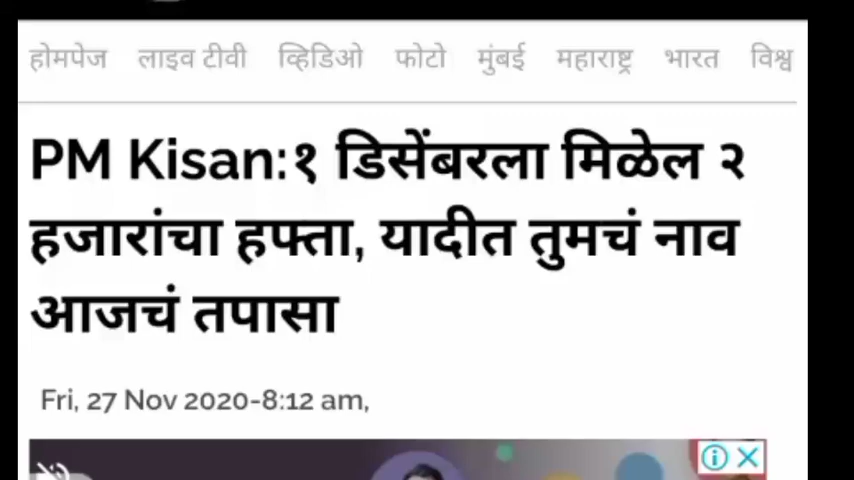 होमपेज लाइव टीवी व्हिडिओ फोटो मुंबई महाराष्ट्र भारत विश्व
PM Kisan:१ डिसेंबरला मिळेल २
हजारांचा हफ्ता, यादीत तुमचं नाव
आजचं तपासा
Fri, 27 Nov 2020-8:12 am,